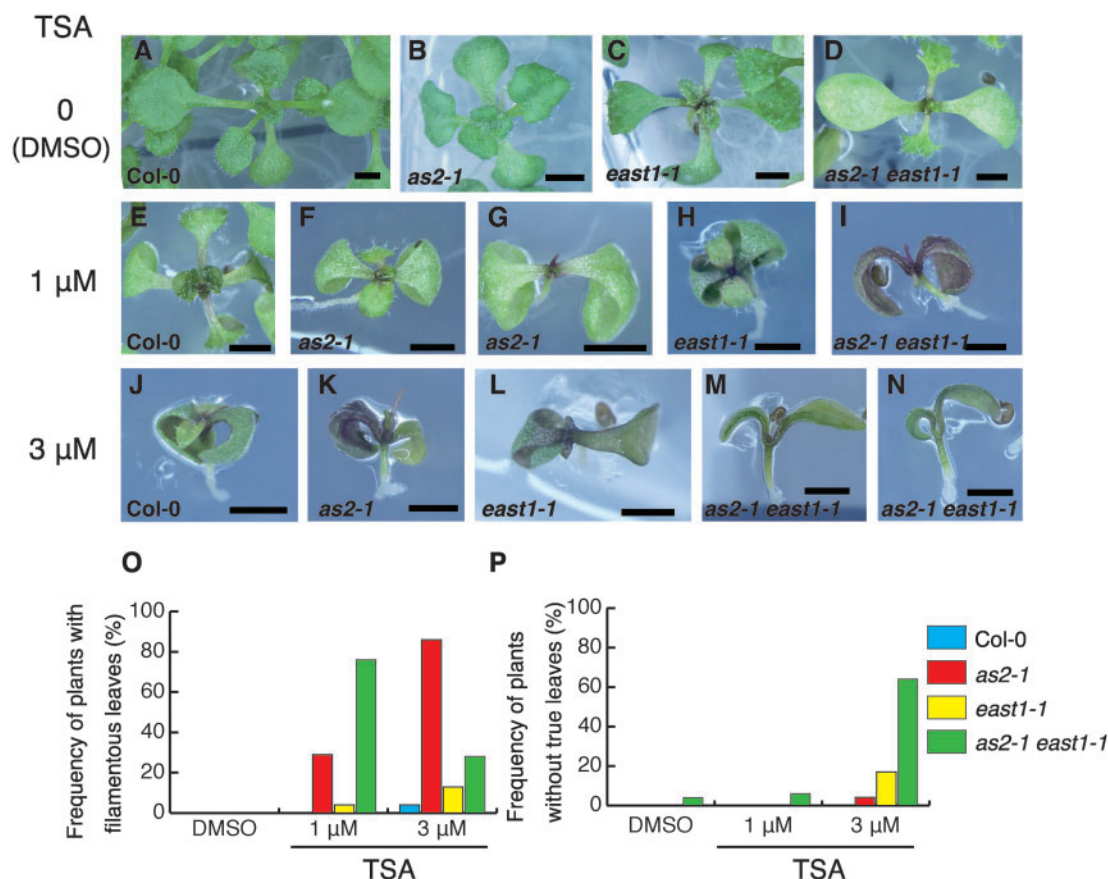 TSA
0
(DMSO)
A
Col-0
B
as2-1
C
east1-1
D
as2-1 east1-1
1 µM
E
Col-0
F
as2-1
G
as2-1
H
east1-1
I
as2-1 east1-1
3 µM
J
Col-0
K
as2-1
L
east1-1
M
as2-1 east1-1
N
as2-1 east1-1
O
Frequency of plants with
filamentous leaves (%)
100
80
60
40
20
0
DMSO
1 µM
3 µM
TSA
P
Frequency of plants
without true leaves (%)
100
80
60
40
20
0
DMSO
1 µM
3 µM
TSA
Col-0
as2-1
east1-1
as2-1 east1-1